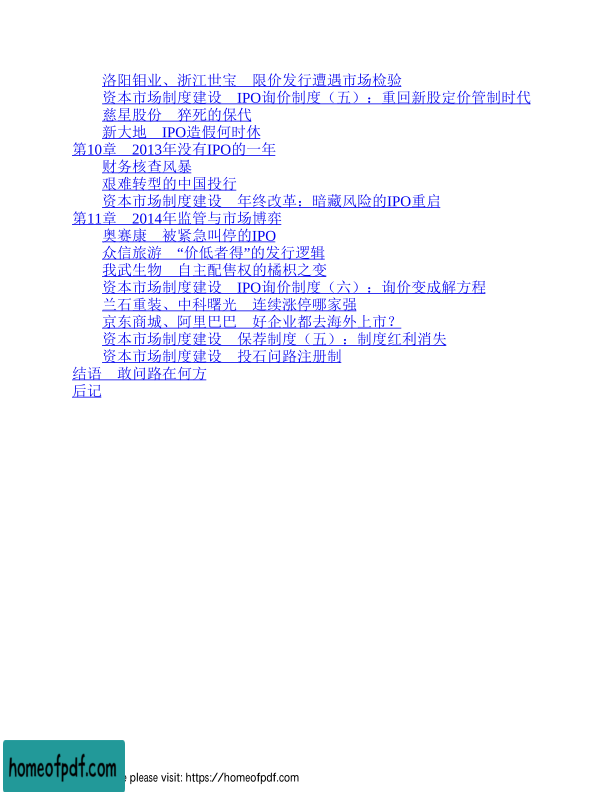 洛阳钼业、浙江世宝　限价发行遭遇市场检验
资本市场制度建设　IPO询价制度（五）：重回新股定价管制时代
慈星股份　猝死的保代
新大地　IPO造假何时休
第10章　2013年没有IPO的一年
财务核查风暴
艰难转型的中国投行
资本市场制度建设　年终改革：暗藏风险的IPO重启
第11章　2014年监管与市场博弈
奥赛康　被紧急叫停的IPO
众信旅游　“价低者得”的发行逻辑
我武生物　自主配售权的橘枳之变
资本市场制度建设　IPO询价制度（六）：询价变成解方程
兰石重装、中科曙光　连续涨停哪家强
京东商城、阿里巴巴　好企业都去海外上市？
资本市场制度建设　保荐制度（五）：制度红利消失
资本市场制度建设　投石问路注册制
结语　敢问路在何方
后记
homeofpdf.com
please visit: https://homeofpdf.com